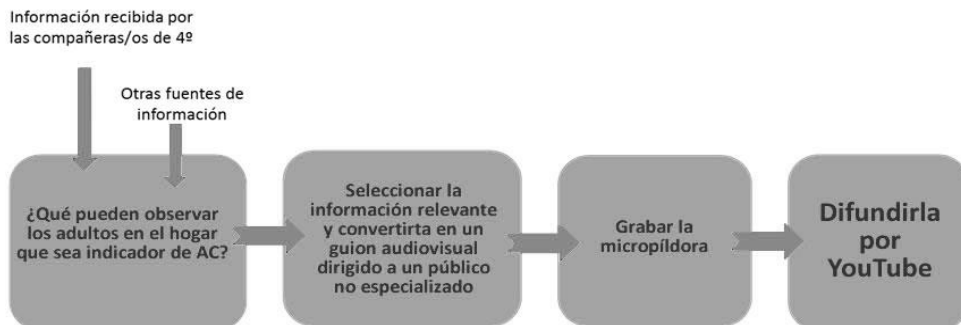 Información recibida por
las compañeras/os de 4º
Otras fuentes de
información
¿Qué pueden observar
los adultos en el hogar
que sea indicador de AC?
Seleccionar la
información relevante
y convertirta en un
guion audiovisual
dirigido a un público
no especializado
Grabar la
micropíldora
Difundirla
por
YouTube